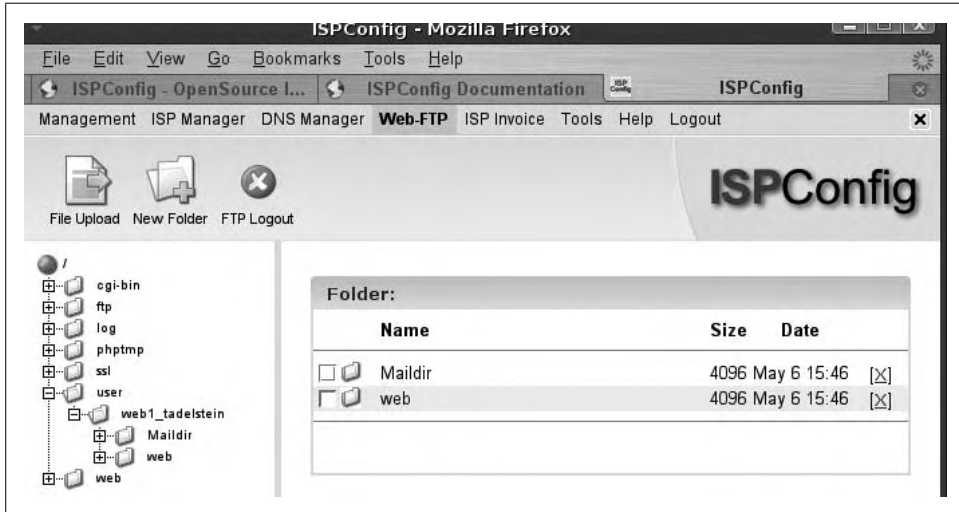 ISPConfig - Mozilla Firefox
File Edit View Go Bookmarks Tools Help
ISPConfig - OpenSource I... ISPConfig Documentation ISP Config ISPConfig
Management ISP Manager DNS Manager Web-FTP ISP Invoice Tools Help Logout
File Upload New Folder FTP Logout
ISPConfig
/
cgi-bin
ftp
log
phptmp
ssl
user
web1_tadelstein
Maildir
web
web
Folder:
Name Size Date
Maildir 4096 May 6 15:46 [X]
web 4096 May 6 15:46 [X]